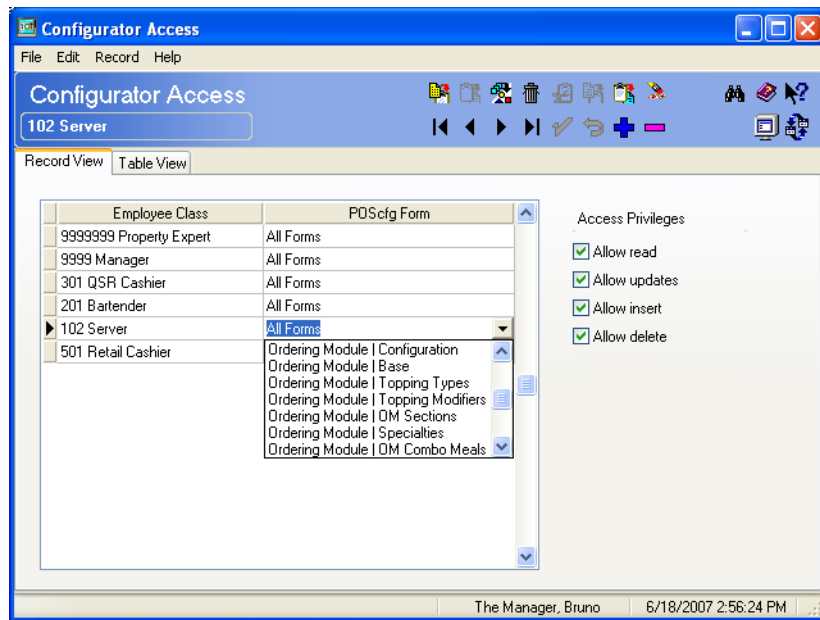 Configurator Access
File Edit Record Help
Configurator Access
102 Server
Record View Table View
Employee Class POScfg Form
9999999 Property Expert All Forms
9999 Manager All Forms
301 QSR Cashier All Forms
201 Bartender All Forms
102 Server All Forms
501 Retail Cashier
Ordering Module | Configuration
Ordering Module | Base
Ordering Module | Topping Types
Ordering Module | Topping Modifiers
Ordering Module | OM Sections
Ordering Module | Specialties
Ordering Module | OM Combo Meals
Access Privileges
Allow read
Allow updates
Allow insert
Allow delete
The Manager, Bruno 6/18/2007 2:56:24 PM